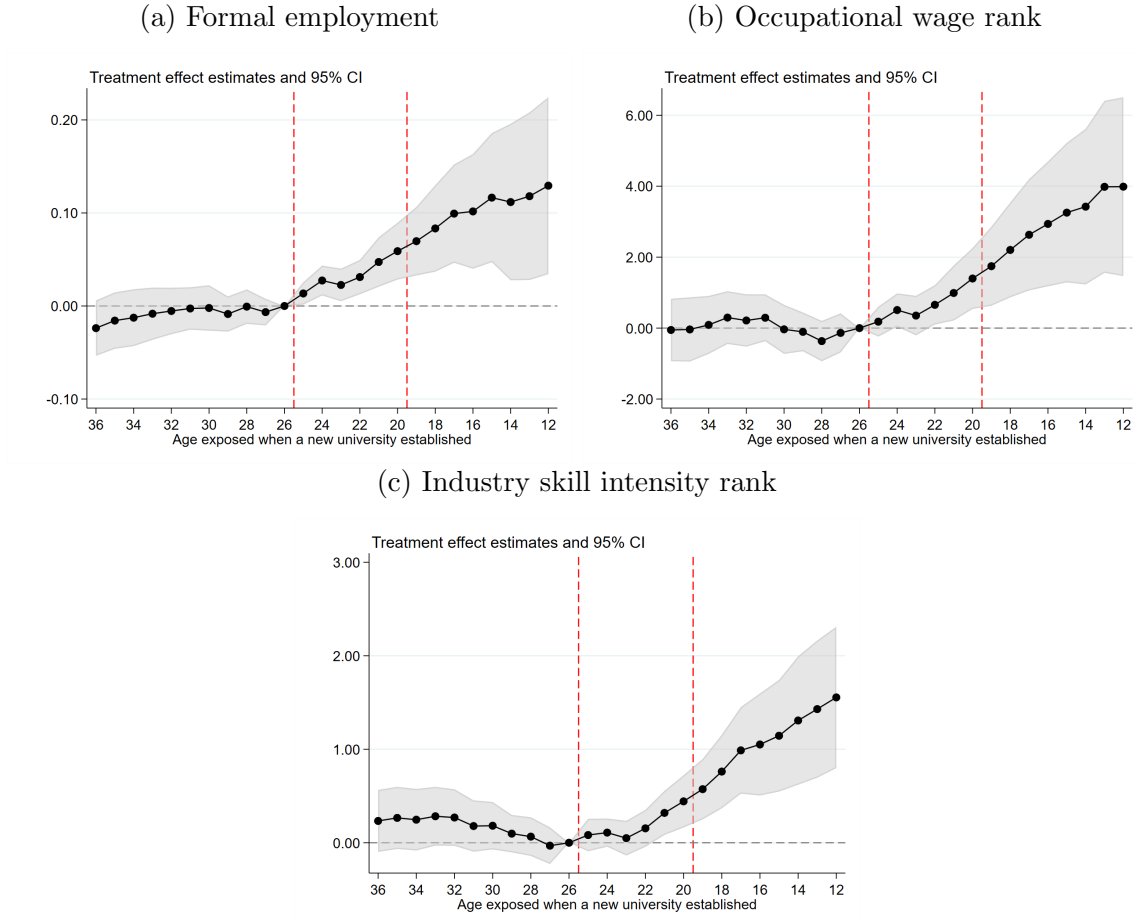 (a) Formal employment
Treatment effect estimates and 95% CI
0.20
0.10
0.00
-0.10
36 34 32 30 28 26 24 22 20 18 16 14 12
Age exposed when a new university established
(b) Occupational wage rank
Treatment effect estimates and 95% CI
6.00
4.00
2.00
0.00
-2.00
36 34 32 30 28 26 24 22 20 18 16 14 12
Age exposed when a new university established
(c) Industry skill intensity rank
Treatment effect estimates and 95% CI
3.00
2.00
1.00
0.00
36 34 32 30 28 26 24 22 20 18 16 14 12
Age exposed when a new university established